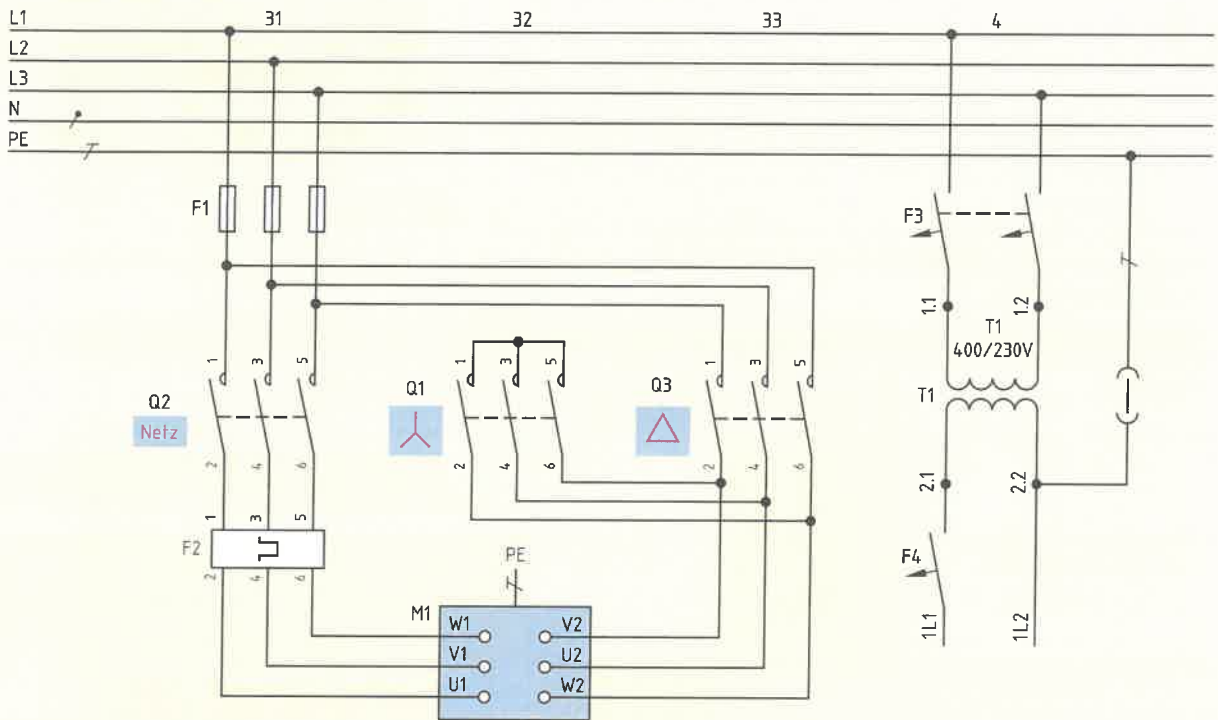 L1 31 32 33 4
L2
L3
N
PE
F1
F3
1.1 1.2
T1
400/230V
1 3 5
1 3 5
1 3 5
Q2
Netz
Q1
Q3
T1
2 4 6
2 4 6
2 4 6
2.1 2.2
1 3 5
F2
2 4 6
PE
F4
M1
W1 V2
V1 U2
U1 W2
1L1 1L2